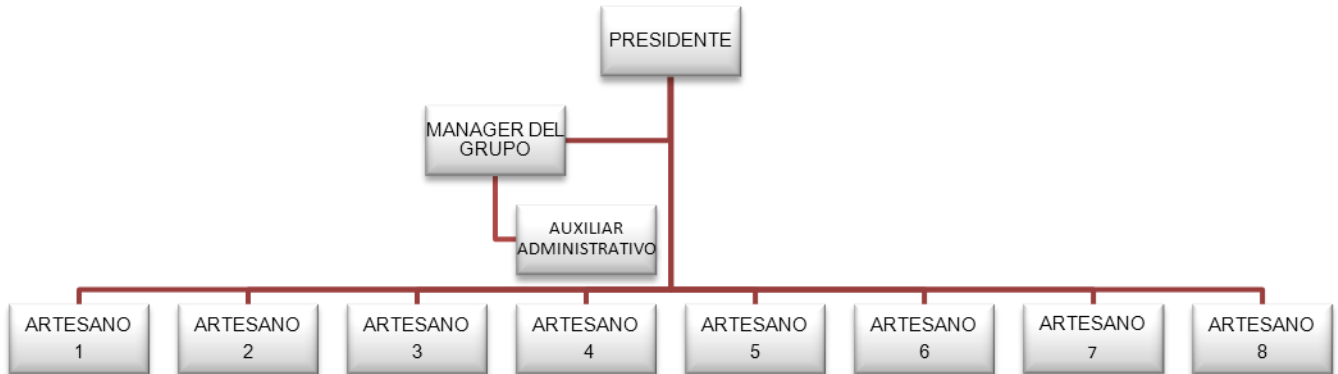 PRESIDENTE
MANAGER DEL
GRUPO
AUXILIAR
ADMINISTRATIVO
ARTESANO
1
ARTESANO
2
ARTESANO
3
ARTESANO
4
ARTESANO
5
ARTESANO
6
ARTESANO
7
ARTESANO
8